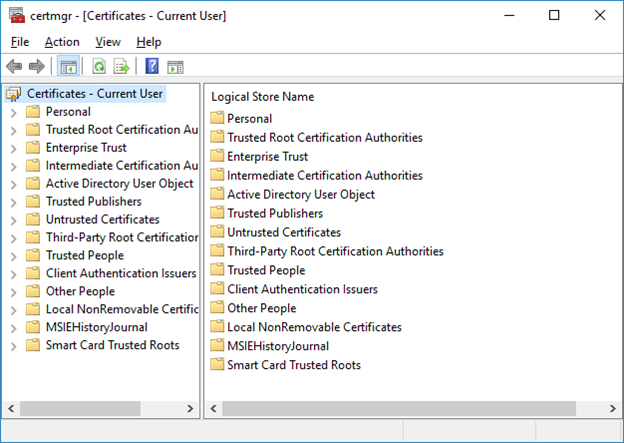 certmgr - [Certificates - Current User]
File Action View Help
Certificates - Current User
Personal
Trusted Root Certification Au
Enterprise Trust
Intermediate Certification Au
Active Directory User Object
Trusted Publishers
Untrusted Certificates
Third-Party Root Certification
Trusted People
Client Authentication Issuers
Other People
Local NonRemovable Certific
MSIEHistoryJournal
Smart Card Trusted Roots
Logical Store Name
Personal
Trusted Root Certification Authorities
Enterprise Trust
Intermediate Certification Authorities
Active Directory User Object
Trusted Publishers
Untrusted Certificates
Third-Party Root Certification Authorities
Trusted People
Client Authentication Issuers
Other People
Local NonRemovable Certificates
MSIEHistoryJournal
Smart Card Trusted Roots